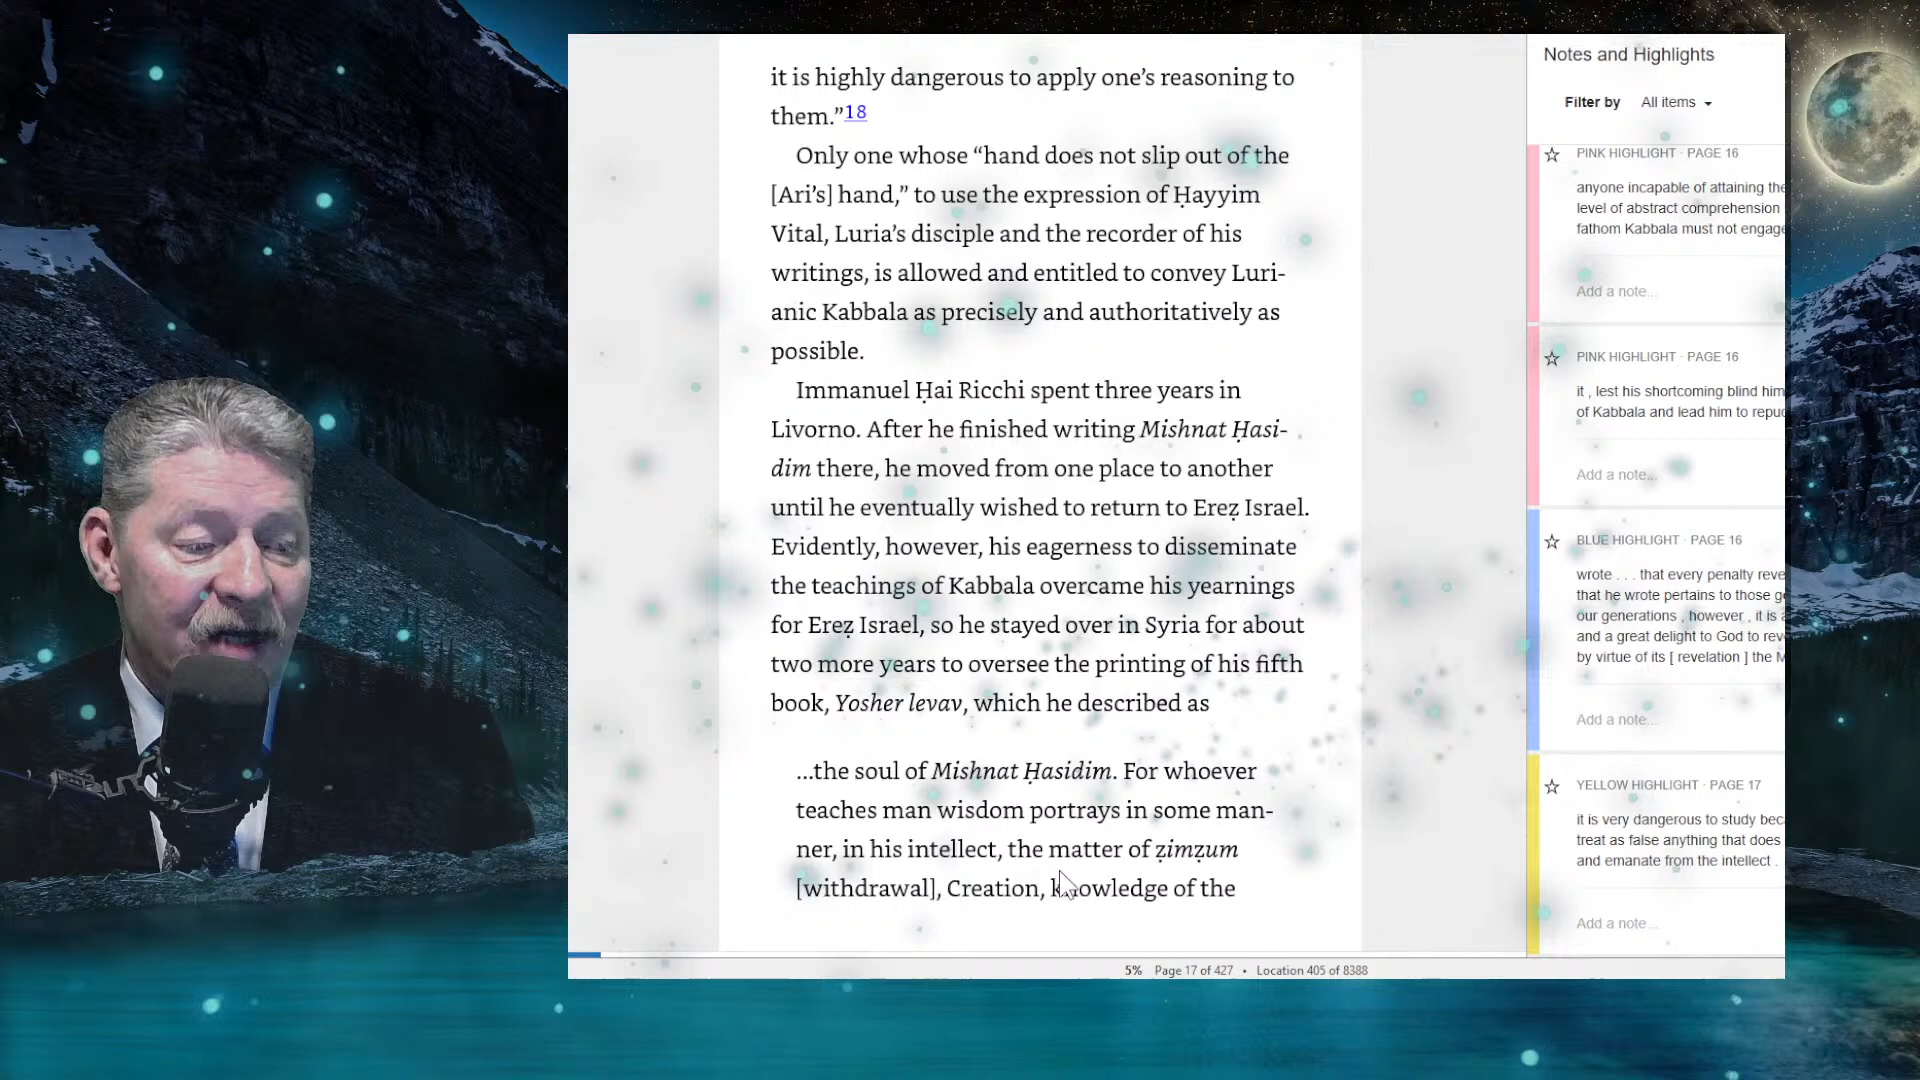 it is highly dangerous to apply one's reasoning to
them.”18
Only one whose “hand does not slip out of the
[Ari's] hand,” to use the expression of Ḥayyim
Vital, Luria's disciple and the recorder of his
writings, is allowed and entitled to convey Luri-
anic Kabbala as precisely and authoritatively as
possible.
Immanuel Ḥai Ricchi spent three years in
Livorno. After he finished writing Mishnat Ḥasi-
dim there, he moved from one place to another
until he eventually wished to return to Ereẓ Israel.
Evidently, however, his eagerness to disseminate
the teachings of Kabbala overcame his yearnings
for Ereẓ Israel, so he stayed over in Syria for about
two more years to oversee the printing of his fifth
book, Yosher levav, which he described as
...the soul of Mishnat Ḥasidim. For whoever
teaches man wisdom portrays in some man-
ner, in his intellect, the matter of ẓimẓum
[withdrawal], Creation, knowledge of the
5% Page 17 of 427 • Location 405 of 8388
Notes and Highlights
Filter by All items
PINK HIGHLIGHT · PAGE 16
anyone incapable of attaining the
level of abstract comprehension
fathom Kabbala must not engage
Add a note...
PINK HIGHLIGHT · PAGE 16
it , lest his shortcoming blind him
of Kabbala and lead him to repu
Add a note...
BLUE HIGHLIGHT · PAGE 16
wrote . . . that every penalty reve
that he wrote pertains to those g
our generations , however , it is a
and a great delight to God to rev
by virtue of its [ revelation ] the M
Add a note...
YELLOW HIGHLIGHT · PAGE 17
it is very dangerous to study bec
treat as false anything that does
and emanate from the intellect .
Add a note...